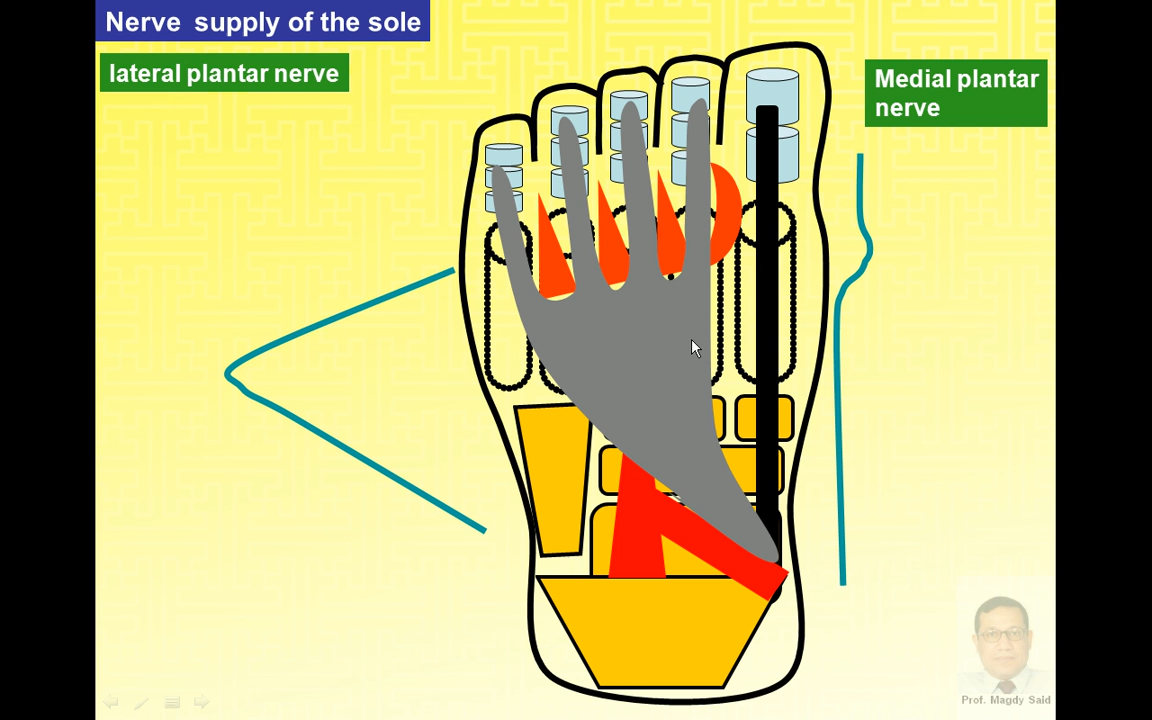 Nerve supply of the sole
lateral plantar nerve
Medial plantar
nerve
Prof. Magdy Said